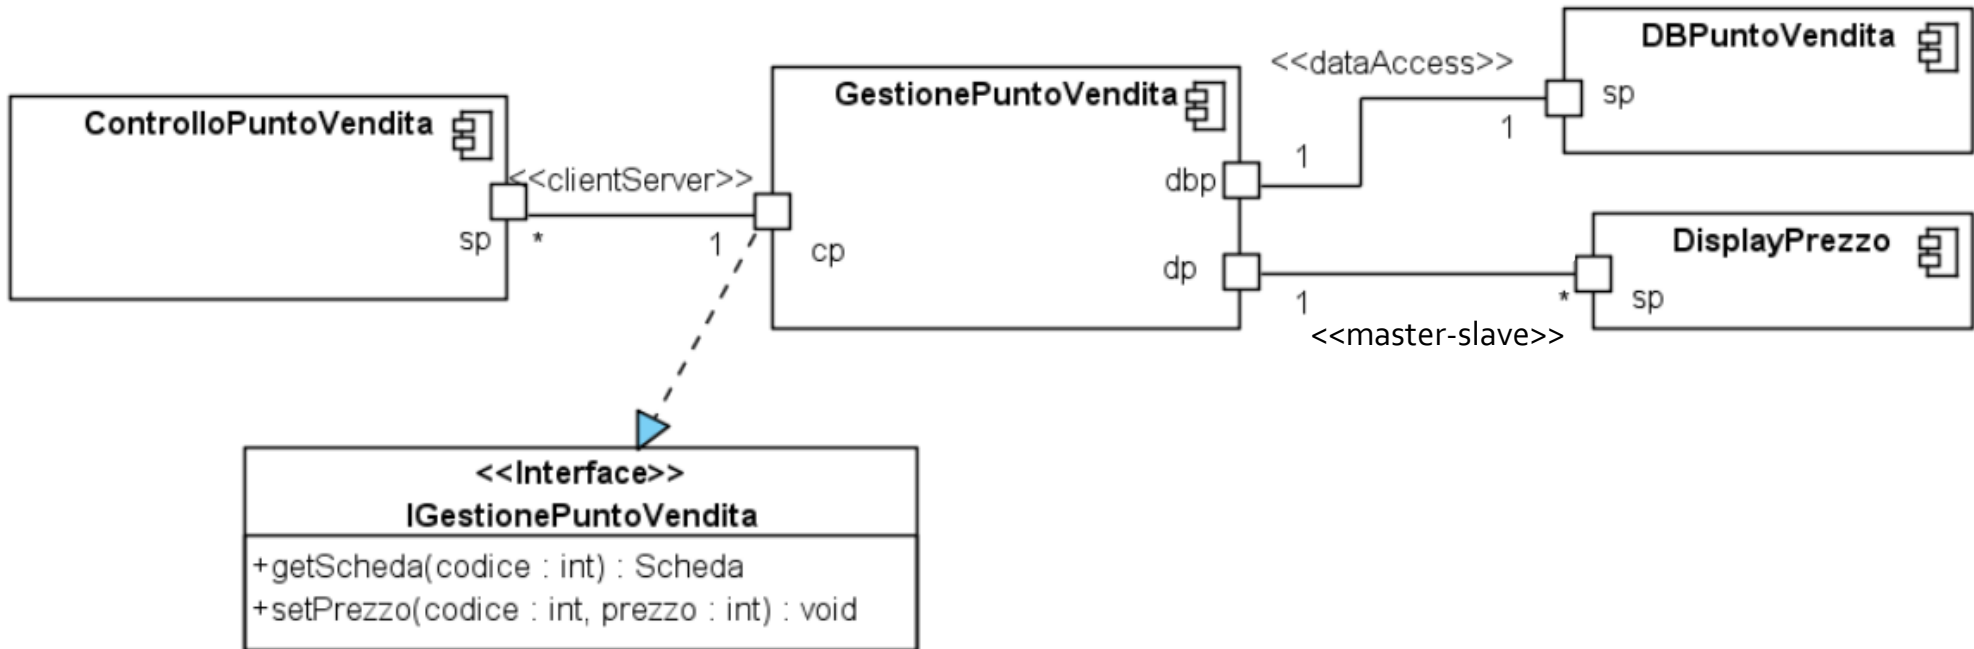 DBPuntoVendita
<<dataAccess>>
sp
GestionePuntoVendita
ControlloPuntoVendita
1
1
<<clientServer>>
dbp
sp
*
1
cp
dp
DisplayPrezzo
1
*
sp
<<master-slave>>
<<Interface>>
IGestionePuntoVendita
+getScheda(codice : int) : Scheda
+setPrezzo(codice : int, prezzo : int) : void